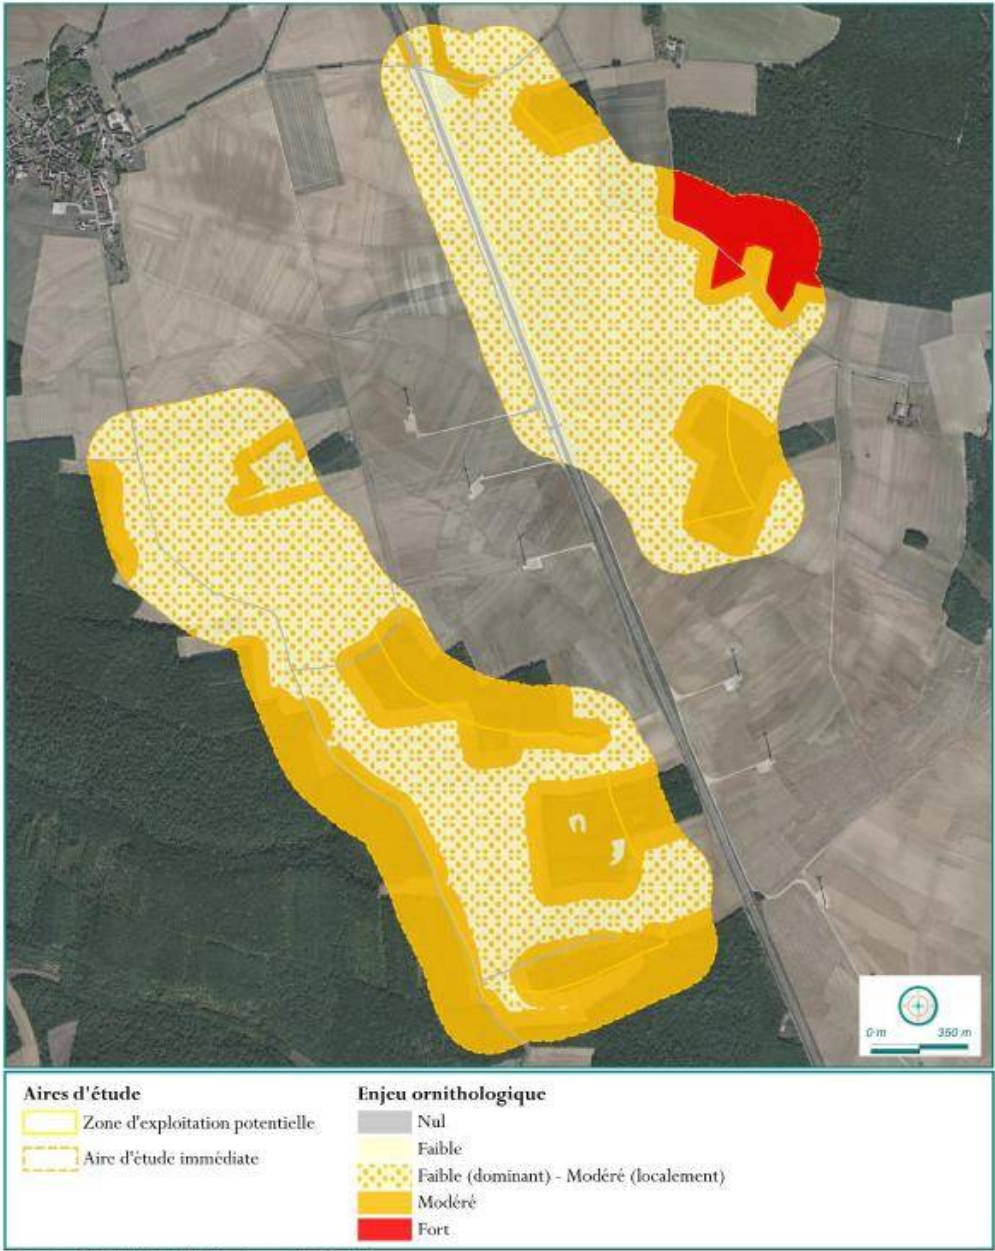 0 m 350 m
Aires d'étude
Zone d'exploitation potentielle
Aire d'étude immédiate
Enjeu ornithologique
Nul
Faible
Faible (dominant) - Modéré (localement)
Modéré
Fort